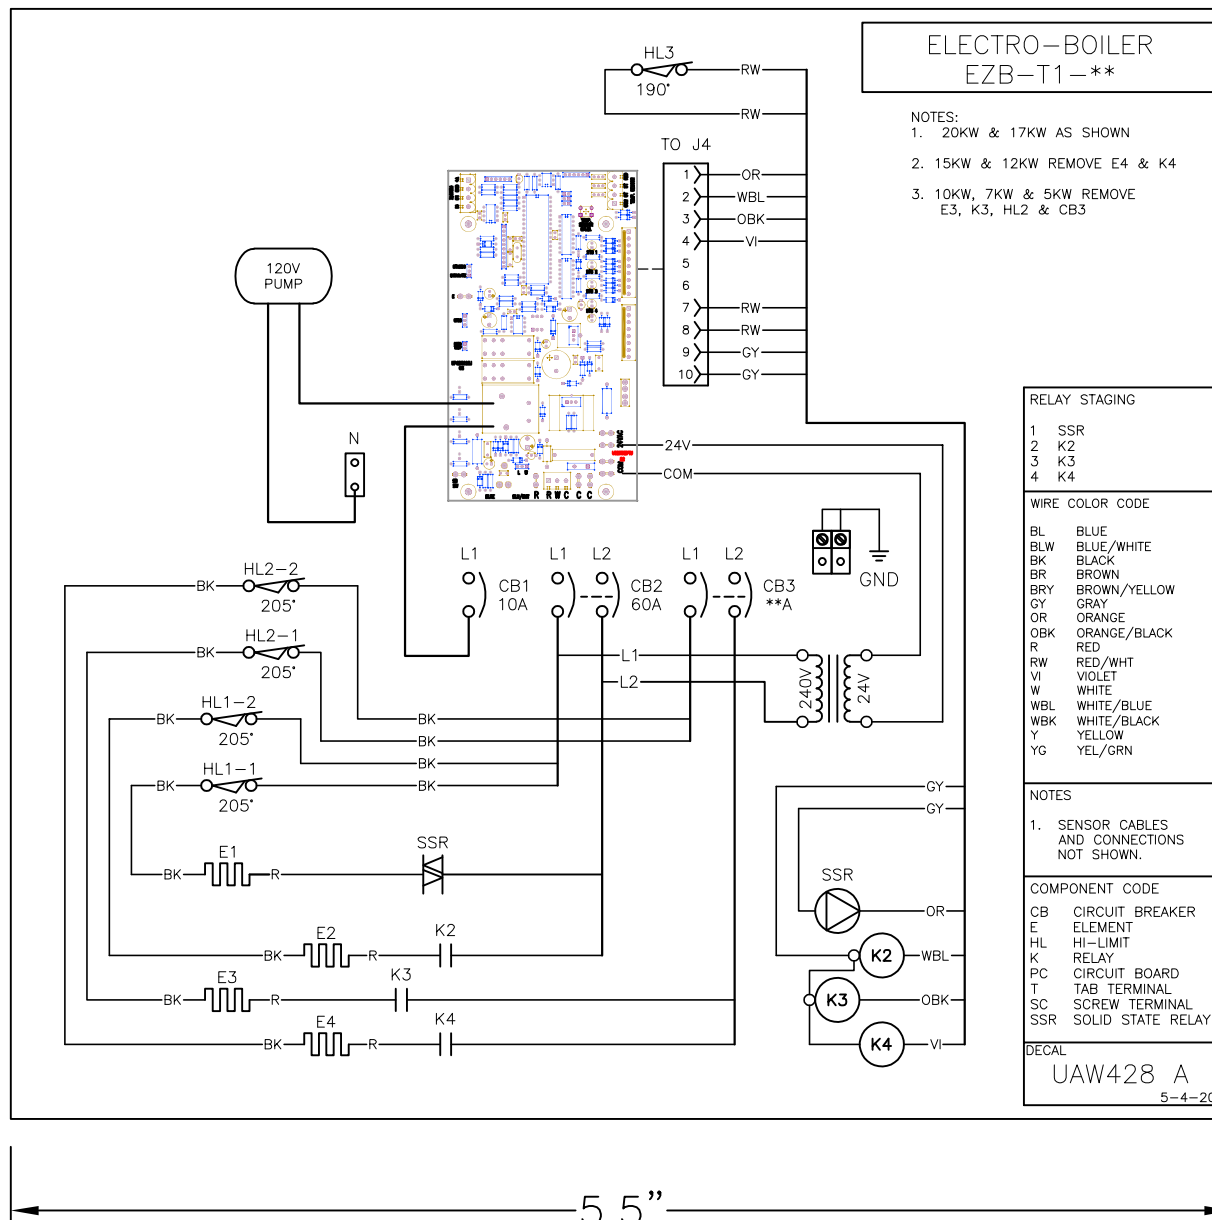 ELECTRO-BOILER
EZB-T1-**
NOTES:
1. 20KW & 17KW AS SHOWN
2. 15KW & 12KW REMOVE E4 & K4
3. 10KW, 7KW & 5KW REMOVE
E3, K3, HL2 & CB3
HL3
190°
RW
RW
TO J4
1 OR
2 WBL
3 OBK
4 VI
5
6
7 RW
8 RW
9 GY
10 GY
120V
PUMP
N
24VAC
COM
R R W C C C
24V
COM
GND
L1
CB1
10A
L1 L2
CB2
60A
L1 L2
CB3
**A
L1
L2
240V
24V
BK HL2-2
205°
BK HL2-1
205°
BK HL1-2
205°
BK HL1-1
205°
BK
BK
BK
BK
BK E1 R SSR
BK E2 R K2
BK E3 R K3
BK E4 R K4
GY
GY
SSR
OR
K2 WBL
K3 OBK
K4 VI
RELAY STAGING
1 SSR
2 K2
3 K3
4 K4
WIRE COLOR CODE
BL BLUE
BLW BLUE/WHITE
BK BLACK
BR BROWN
BRY BROWN/YELLOW
GY GRAY
OR ORANGE
OBK ORANGE/BLACK
R RED
RW RED/WHT
VI VIOLET
W WHITE
WBL WHITE/BLUE
WBK WHITE/BLACK
Y YELLOW
YG YEL/GRN
NOTES
1. SENSOR CABLES
AND CONNECTIONS
NOT SHOWN.
COMPONENT CODE
CB CIRCUIT BREAKER
E ELEMENT
HL HI-LIMIT
K RELAY
PC CIRCUIT BOARD
T TAB TERMINAL
SC SCREW TERMINAL
SSR SOLID STATE RELAY
DECAL
UAW428 A
5-4-20
5.5"